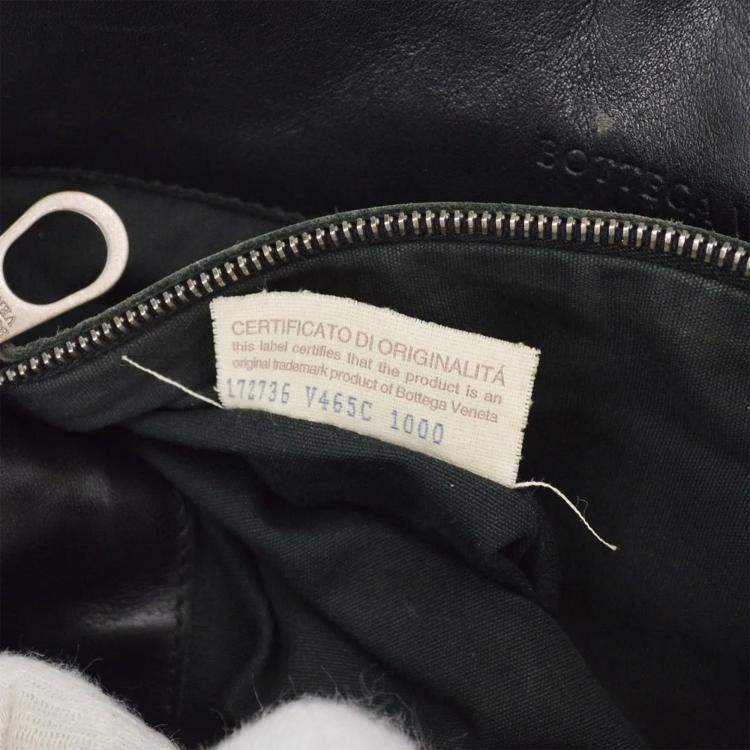 BOTTEGA
CERTIFICATO DI ORIGINALITÁ
this label certifies that the product is an
original trademark product of Bottega Veneta
172736 V465C 1000